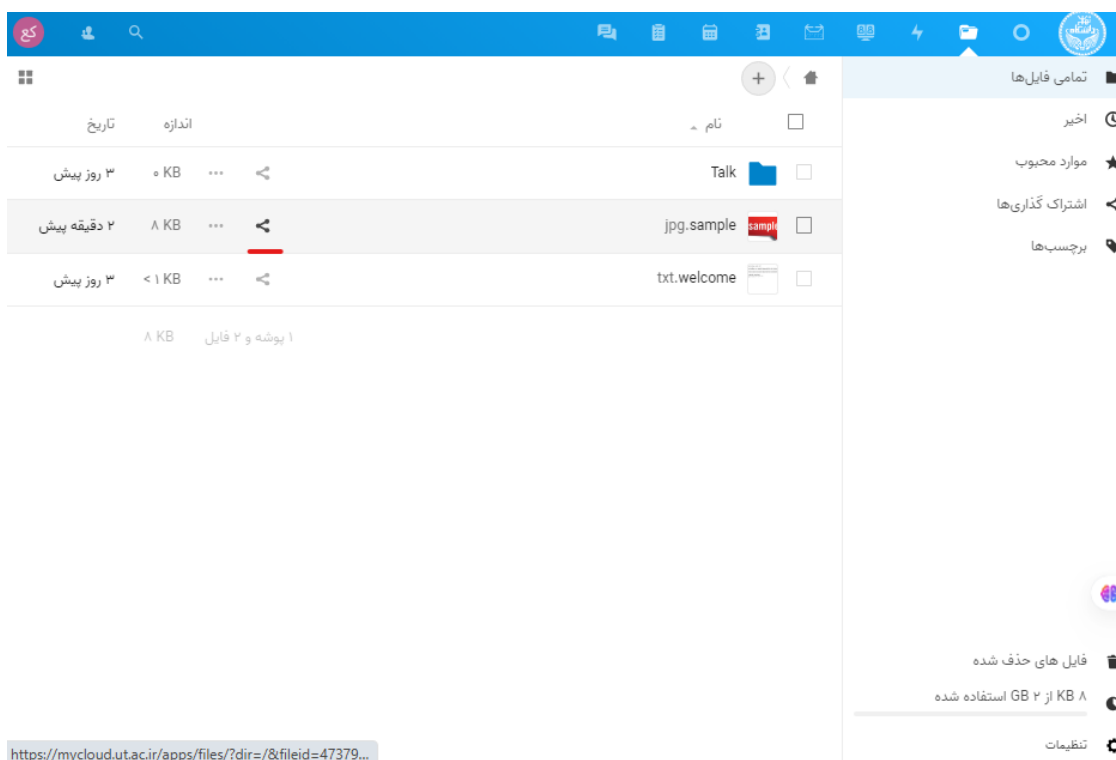 کع
تمامی فایل‌ها
اخیر
موارد محبوب
اشتراک گذاری‌ها
برچسب‌ها
نام اندازه تاریخ
Talk ۰ KB ۳ روز پیش
jpg.sample ۸ KB ۲ دقیقه پیش
sample
txt.welcome < ۱ KB ۳ روز پیش
۱ پوشه و ۲ فایل ۸ KB
فایل های حذف شده
۸ KB از ۲ GB استفاده شده
تنظیمات
https://mycloud.ut.ac.ir/apps/files/?dir=/&fileid=47379...